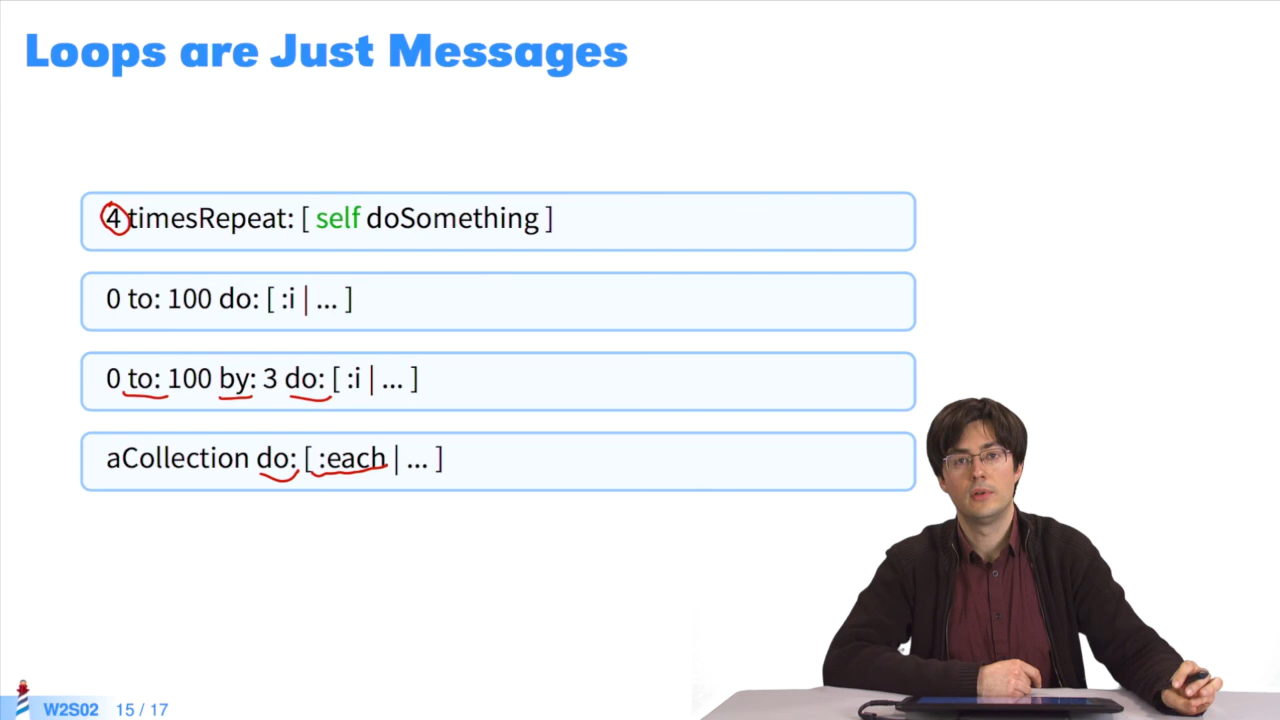 Loops are Just Messages
4 timesRepeat: [ self doSomething ]
0 to: 100 do: [ :i | ... ]
0 to: 100 by: 3 do: [ :i | ... ]
aCollection do: [ :each | ... ]
W2S02 15 / 17